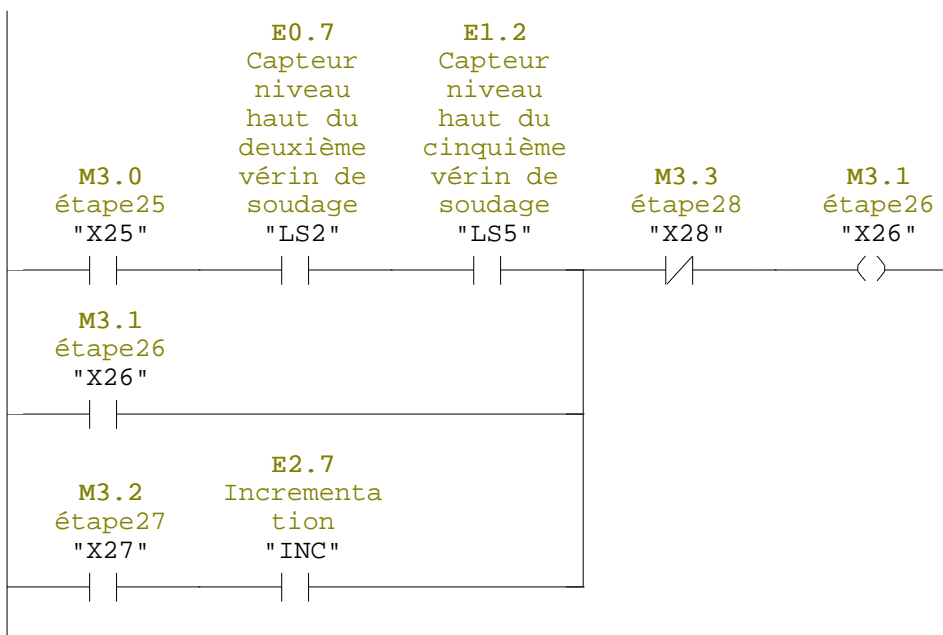 E0.7
Capteur
niveau
haut du
deuxième
vérin de
soudage
"LS2"
E1.2
Capteur
niveau
haut du
cinquième
vérin de
soudage
"LS5"
M3.0
étape25
"X25"
M3.3
étape28
"X28"
M3.1
étape26
"X26"
M3.1
étape26
"X26"
M3.2
étape27
"X27"
E2.7
Incrementa
tion
"INC"